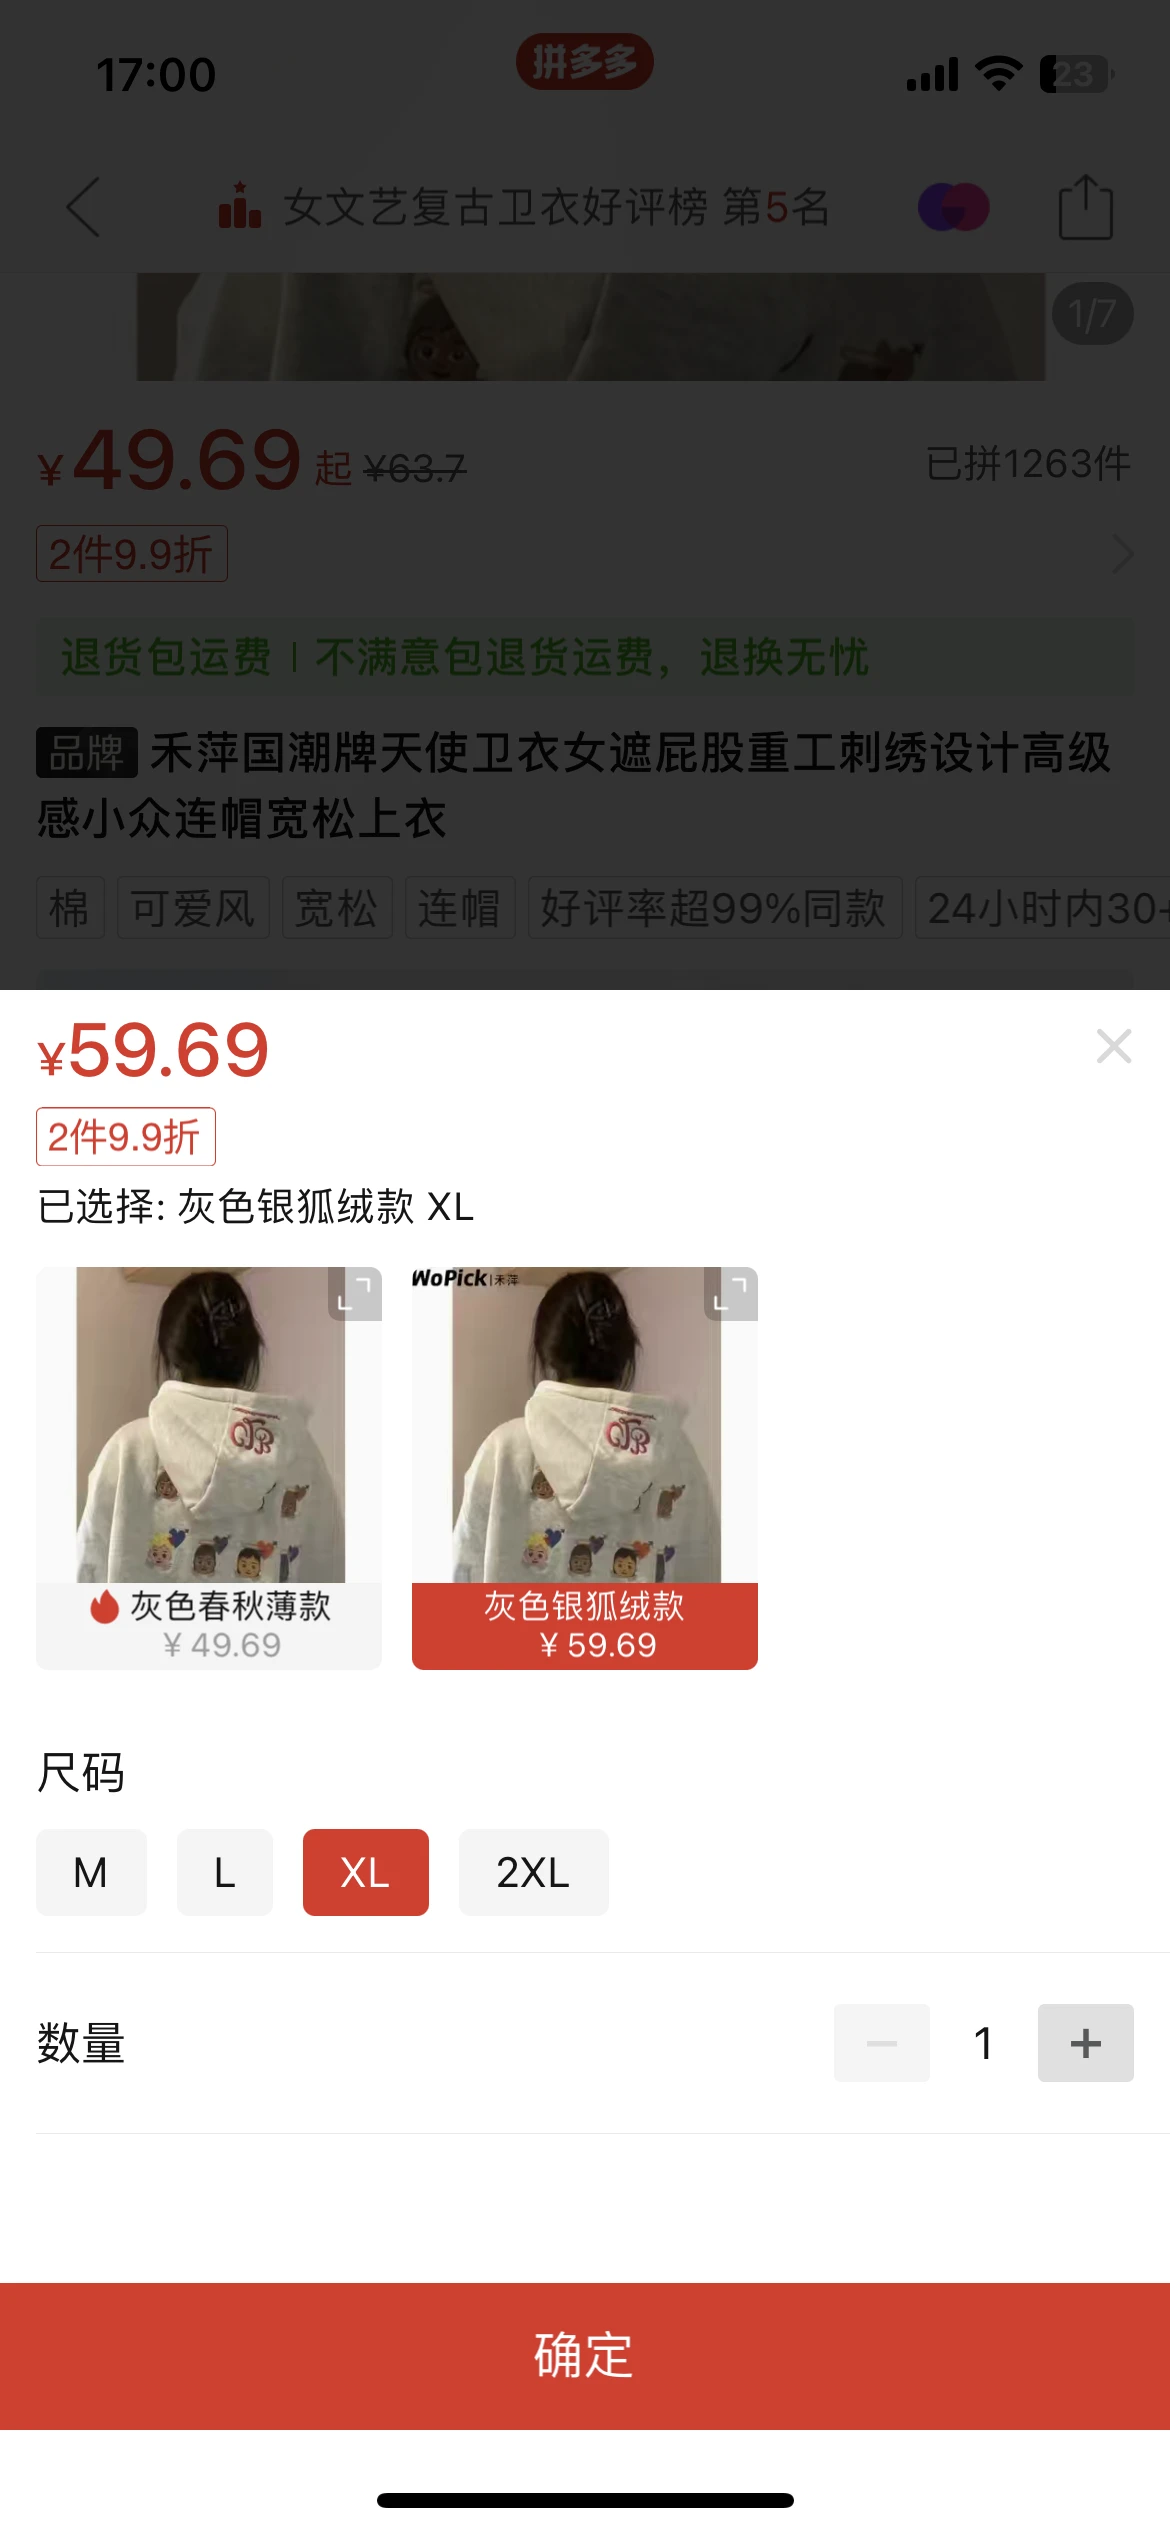 17:00
拼多多
23
女文艺复古卫衣好评榜 第5名
1/7
¥49.69 起 ¥63.7
已拼1263件
2件9.9折
退货包运费 | 不满意包退货运费，退换无忧
品牌 禾萍国潮牌天使卫衣女遮屁股重工刺绣设计高级
感小众连帽宽松上衣
棉 可爱风 宽松 连帽 好评率超99%同款 24小时内30+
¥59.69
2件9.9折
已选择: 灰色银狐绒款 XL
WoPick|禾萍
灰色春秋薄款
¥ 49.69
灰色银狐绒款
¥ 59.69
尺码
M L XL 2XL
数量
1
确定